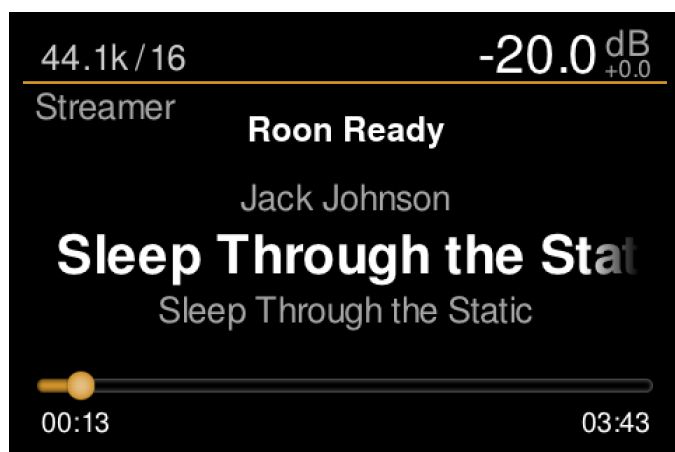 44.1k/16
-20.0 dB
+0.0
Streamer
Roon Ready
Jack Johnson
Sleep Through the Stat
Sleep Through the Static
00:13 03:43